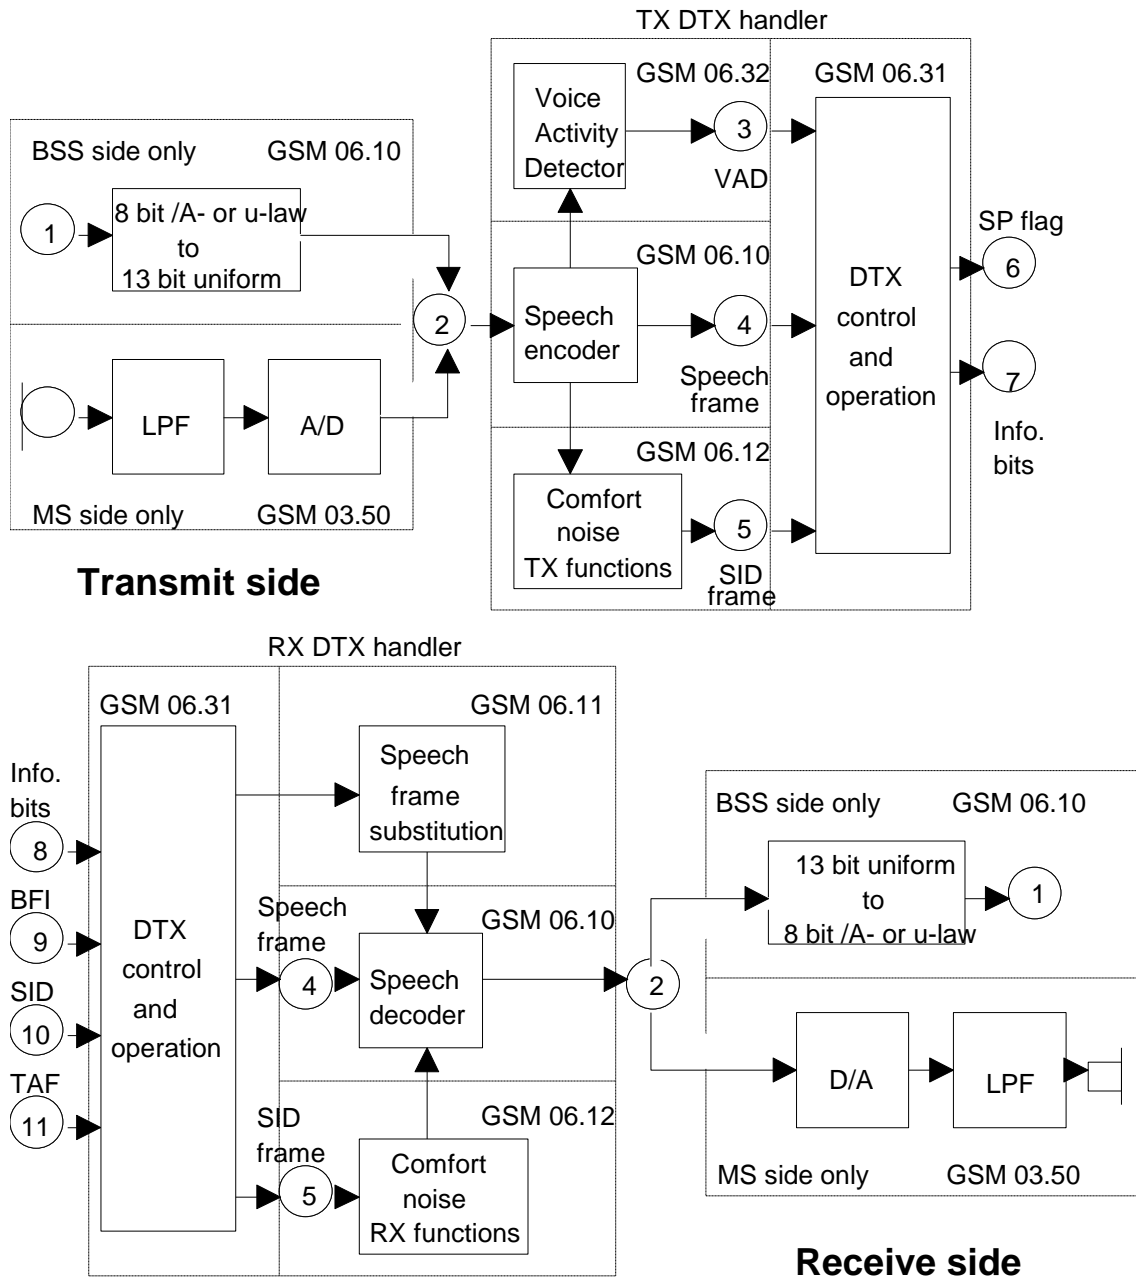 TX DTX handler
GSM 06.32
GSM 06.31
Voice
Activity
Detector
3
VAD
BSS side only
GSM 06.10
1
8 bit /A- or u-law
to
13 bit uniform
2
GSM 06.10
Speech
encoder
4
Speech
frame
DTX
control
and
operation
SP flag
6
7
Info.
bits
LPF
A/D
MS side only
GSM 03.50
GSM 06.12
Comfort
noise
TX functions
5
SID
frame
Transmit side
RX DTX handler
GSM 06.31
GSM 06.11
Speech
frame
substitution
Info.
bits
8
BFI
9
SID
10
TAF
11
DTX
control
and
operation
Speech
frame
4
GSM 06.10
Speech
decoder
2
SID
frame
5
GSM 06.12
Comfort
noise
RX functions
BSS side only
GSM 06.10
13 bit uniform
to
8 bit /A- or u-law
1
D/A
LPF
MS side only
GSM 03.50
Receive side